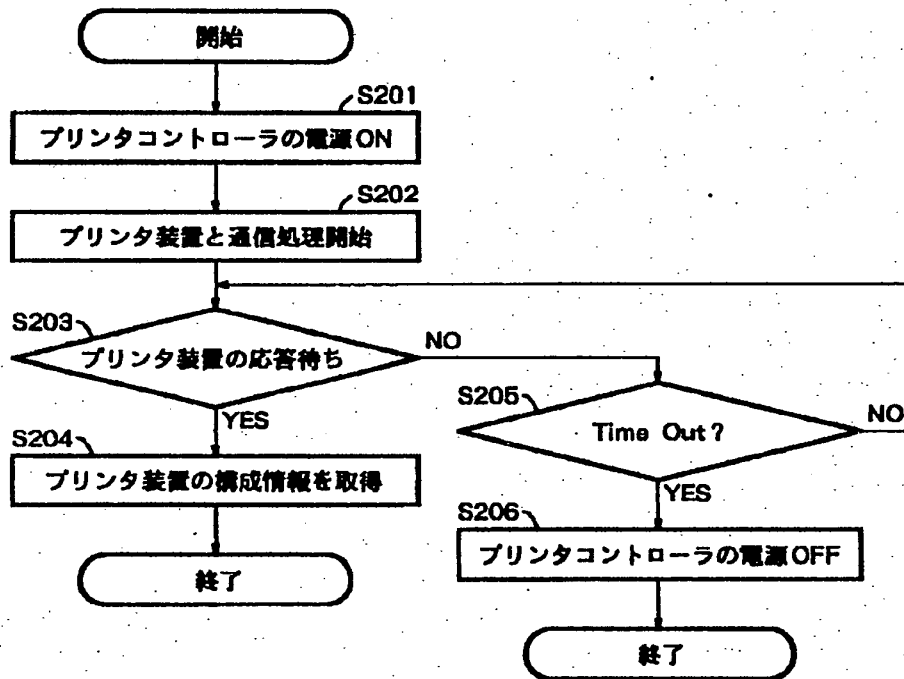 開始
S201
プリンタコントローラの電源ON
S202
プリンタ装置と通信処理開始
S203
プリンタ装置の応答待ち
NO
YES
S204
プリンタ装置の構成情報を取得
終了
S205
Time Out?
NO
YES
S206
プリンタコントローラの電源OFF
終了